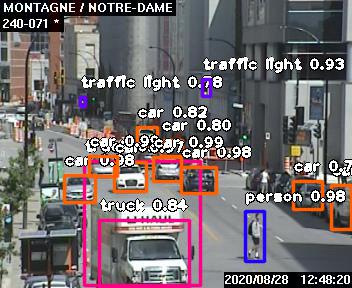 MONTAGNE / NOTRE-DAME
240-071 *
traffic light 0.93
traffic light 0.78
car 0.82
car 0.80
car 0.99
car 0.98
car 0.98
person 0.98
truck 0.84
2020/08/28 12:48:20